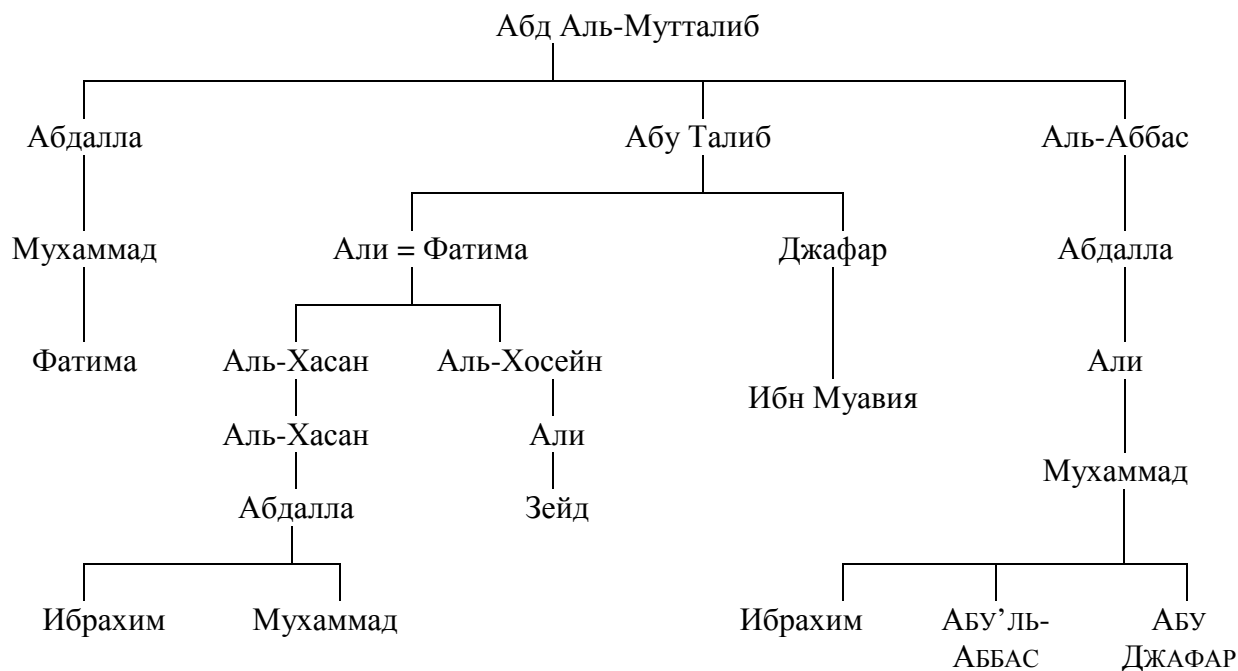 Абд Аль-Мутталиб
Абдалла Абу Талиб Аль-Аббас
Мухаммад Али = Фатима Джафар Абдалла
Фатима Аль-Хасан Аль-Хосейн Али
Ибн Муавия
Аль-Хасан Али
Мухаммад
Абдалла Зейд
Ибрахим Мухаммад Ибрахим АБУ’ЛЬ- АБУ
АББАС ДЖАФАР